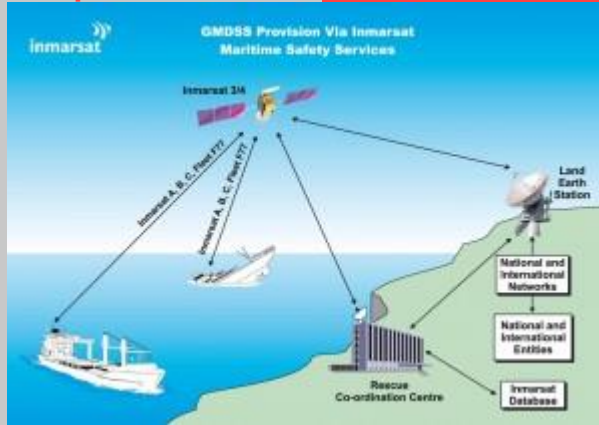 inmarsat
GMDSS Provision Via Inmarsat
Maritime Safety Services
Inmarsat 3/4
Inmarsat A, B, C, Fleet F77
Inmarsat A, B, C, Fleet F77
Land
Earth
Station
National and
International
Networks
National and
International
Entities
Rescue
Co-ordination Centre
Inmarsat
Database